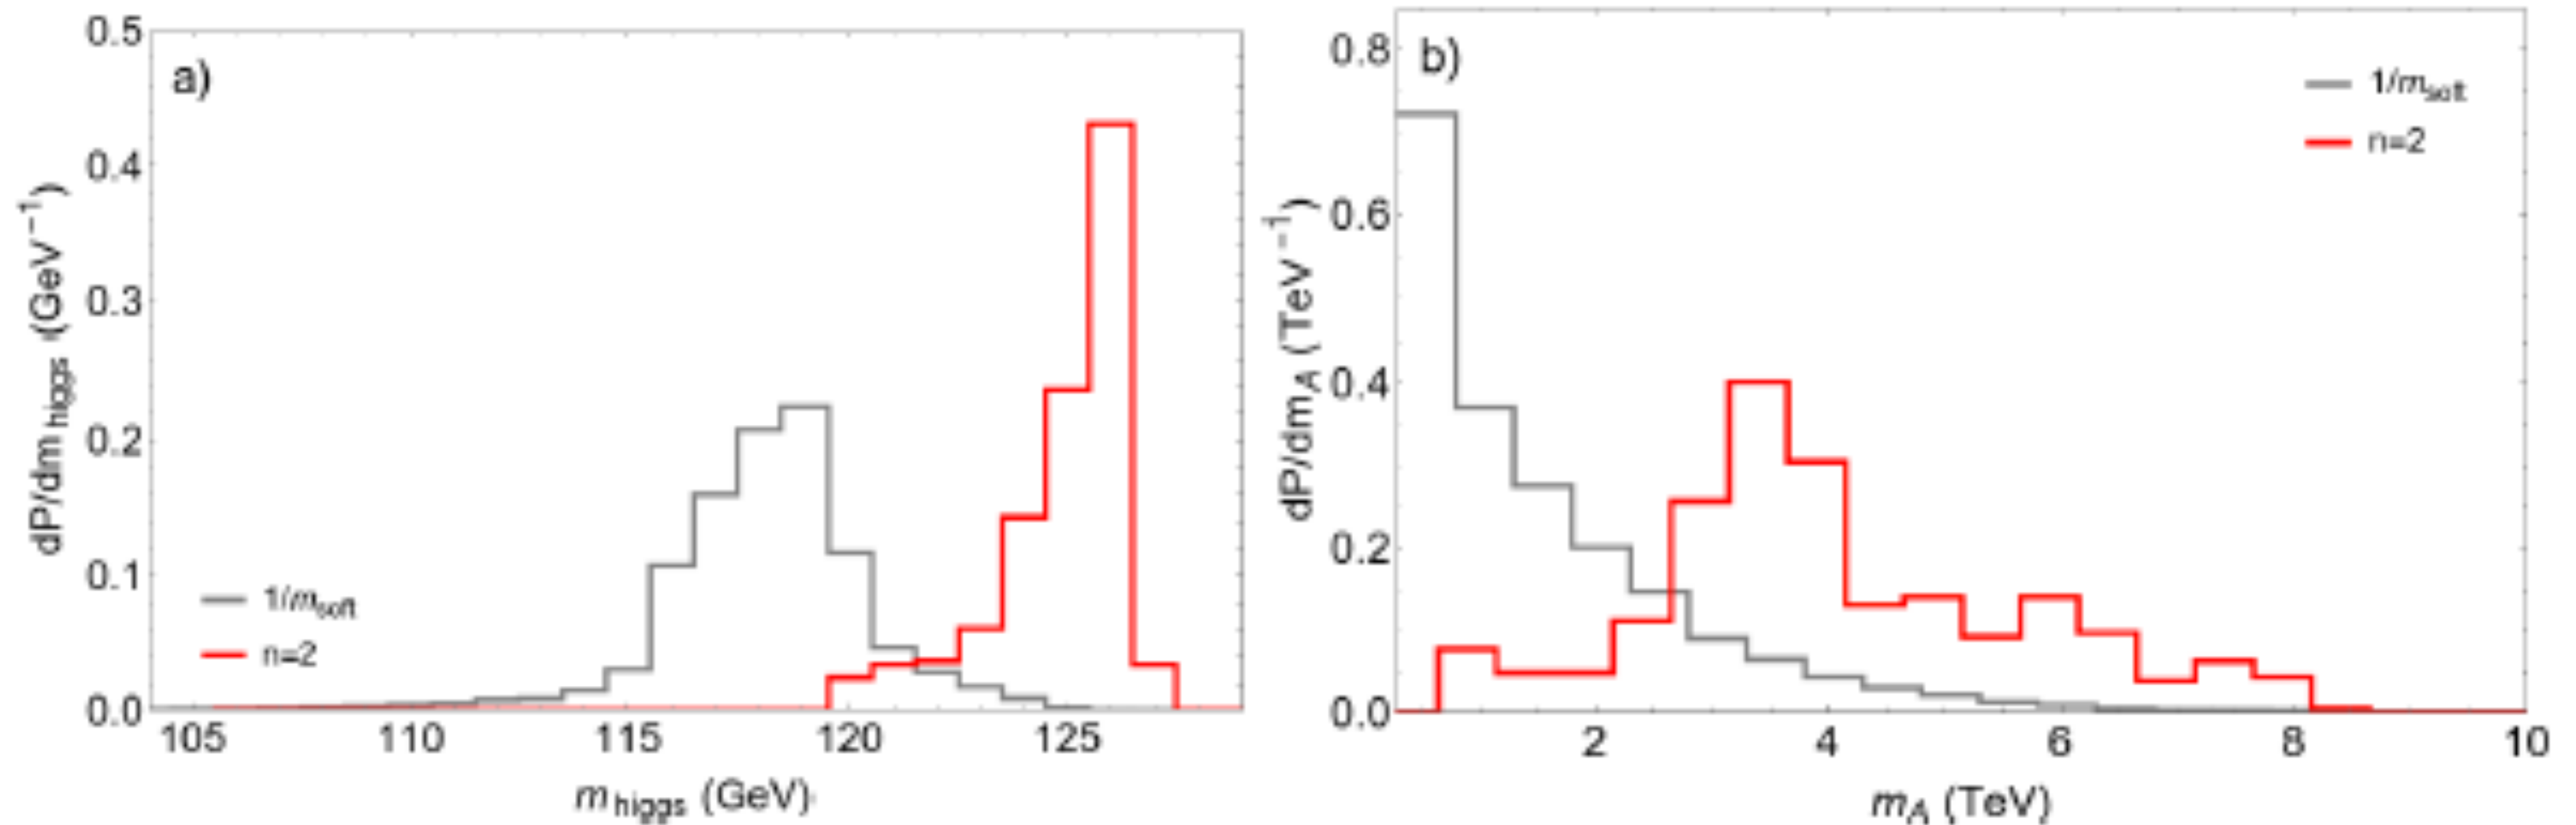 a)
0.5
0.4
0.3
0.2
0.1
0.0
dP/dm_higgs (GeV⁻¹)
1/m_soft
n=2
105 110 115 120 125
m_higgs (GeV)
b)
0.8
0.6
0.4
0.2
0.0
dP/dm_A (TeV⁻¹)
1/m_soft
n=2
2 4 6 8 10
m_A (TeV)